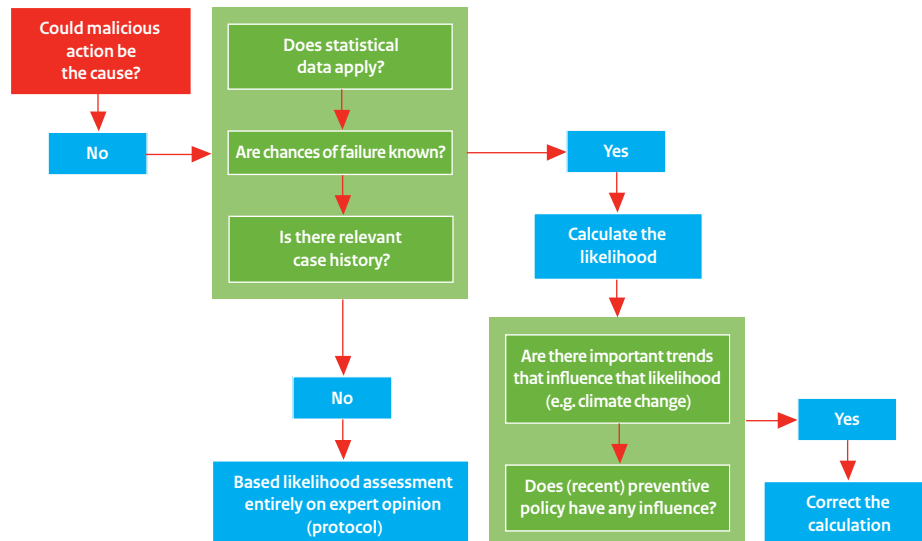 Could malicious
action be
the cause?
No
Does statistical
data apply?
Are chances of failure known?
Is there relevant
case history?
Yes
Calculate the
likelihood
No
Based likelihood assessment
entirely on expert opinion
(protocol)
Are there important trends
that influence that likelihood
(e.g. climate change)
Does (recent) preventive
policy have any influence?
Yes
Correct the
calculation